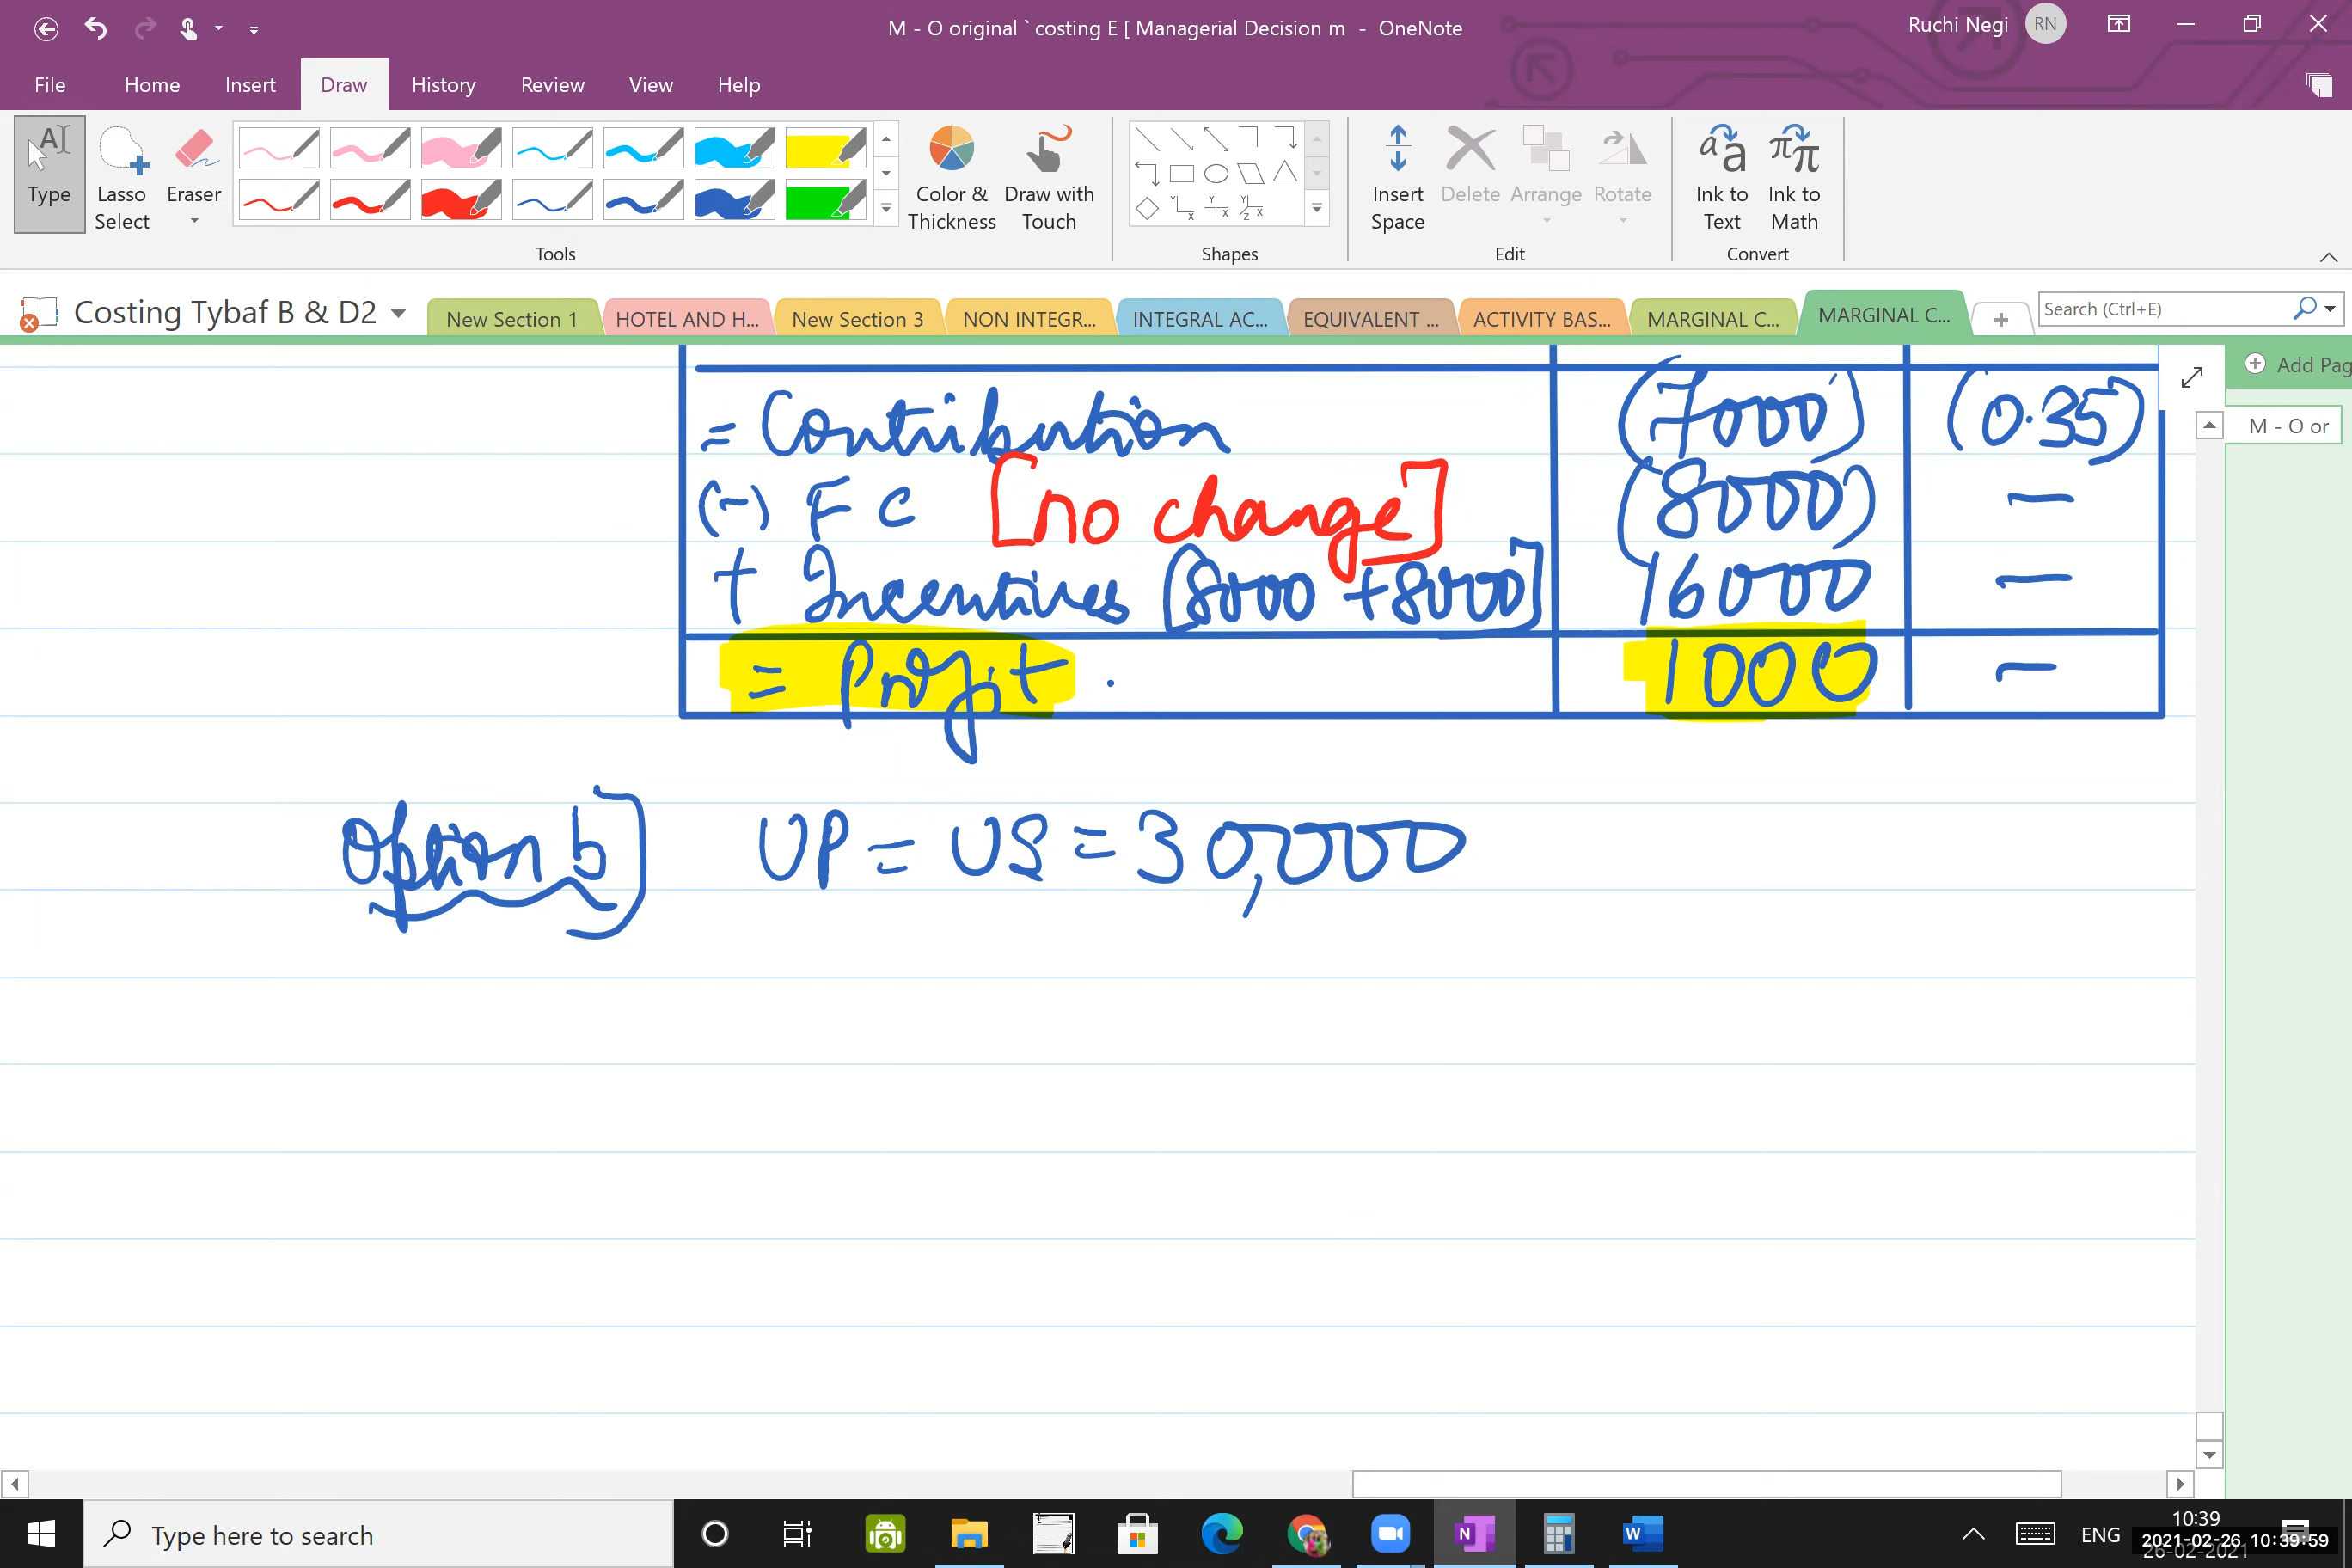 M - O original ` costing E [ Managerial Decision m - OneNote
Ruchi Negi RN
File Home Insert Draw History Review View Help
Type
Lasso Select
Eraser
Color & Thickness
Draw with Touch
Insert Space
Delete
Arrange
Rotate
Ink to Text
Ink to Math
Tools Shapes Edit Convert
Costing Tybaf B & D2
New Section 1 HOTEL AND H... New Section 3 NON INTEGR... INTEGRAL AC... EQUIVALENT ... ACTIVITY BAS... MARGINAL C... MARGINAL C...
Search (Ctrl+E)
Add Pag
M - O or
= Contribution (7000) (0.35)
(-) F C [no change] (8000) -
+ Incentives [8000 + 8000] 16000 -
= Profit . 1000 -
Option b) UP = US = 30,000
Type here to search
ENG
10:39
2021-02-26 10:39:59
26-02-2021